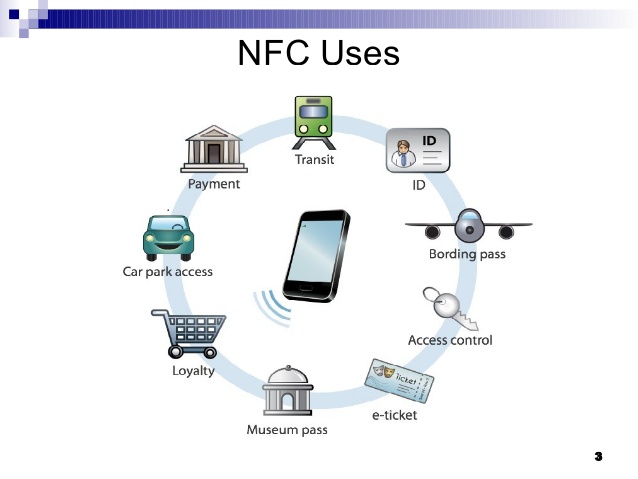 NFC Uses
Transit
ID
ID
Payment
Bording pass
Car park access
Access control
Loyalty
Ticket
e-ticket
Museum pass
3